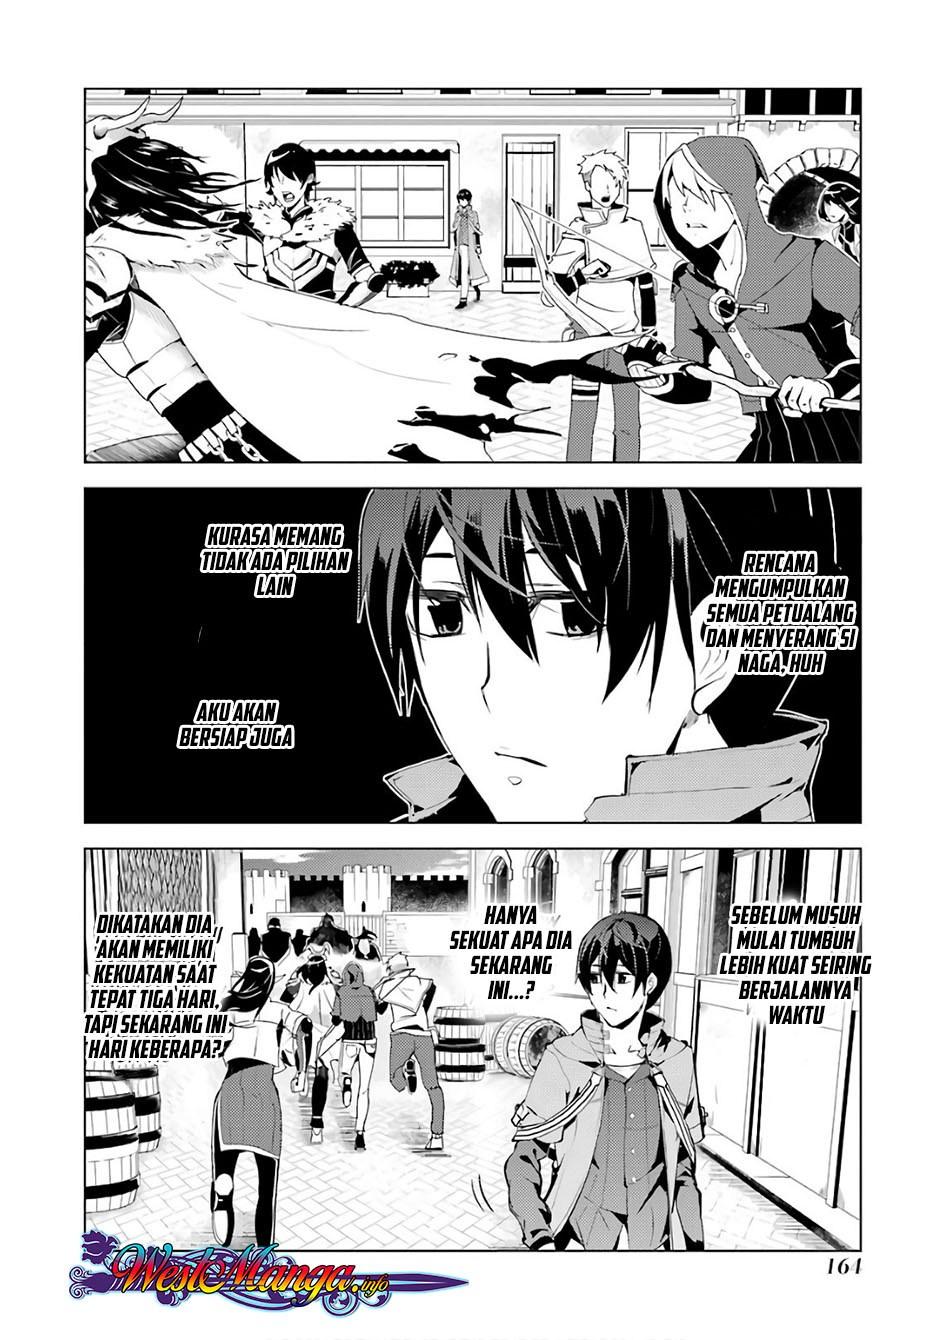 RENCANA
MENGUMPULKAN
SEMUA PETUALANG
DAN MENYERANG SI
NAGA, HUH
KURASA MEMANG
TIDAK ADA PILIHAN
LAIN
AKU AKAN
BERSIAP JUGA
SEBELUM MUSUH
MULAI TUMBUH
LEBIH KUAT SEIRING
BERJALANNYA
WAKTU
HANYA
SEKUAT APA DIA
SEKARANG
INI...?
DIKATAKAN DIA
AKAN MEMILIKI
KEKUATAN SAAT
TEPAT TIGA HARI,
TAPI SEKARANG INI
HARI KEBERAPA?
WestManga.info
164